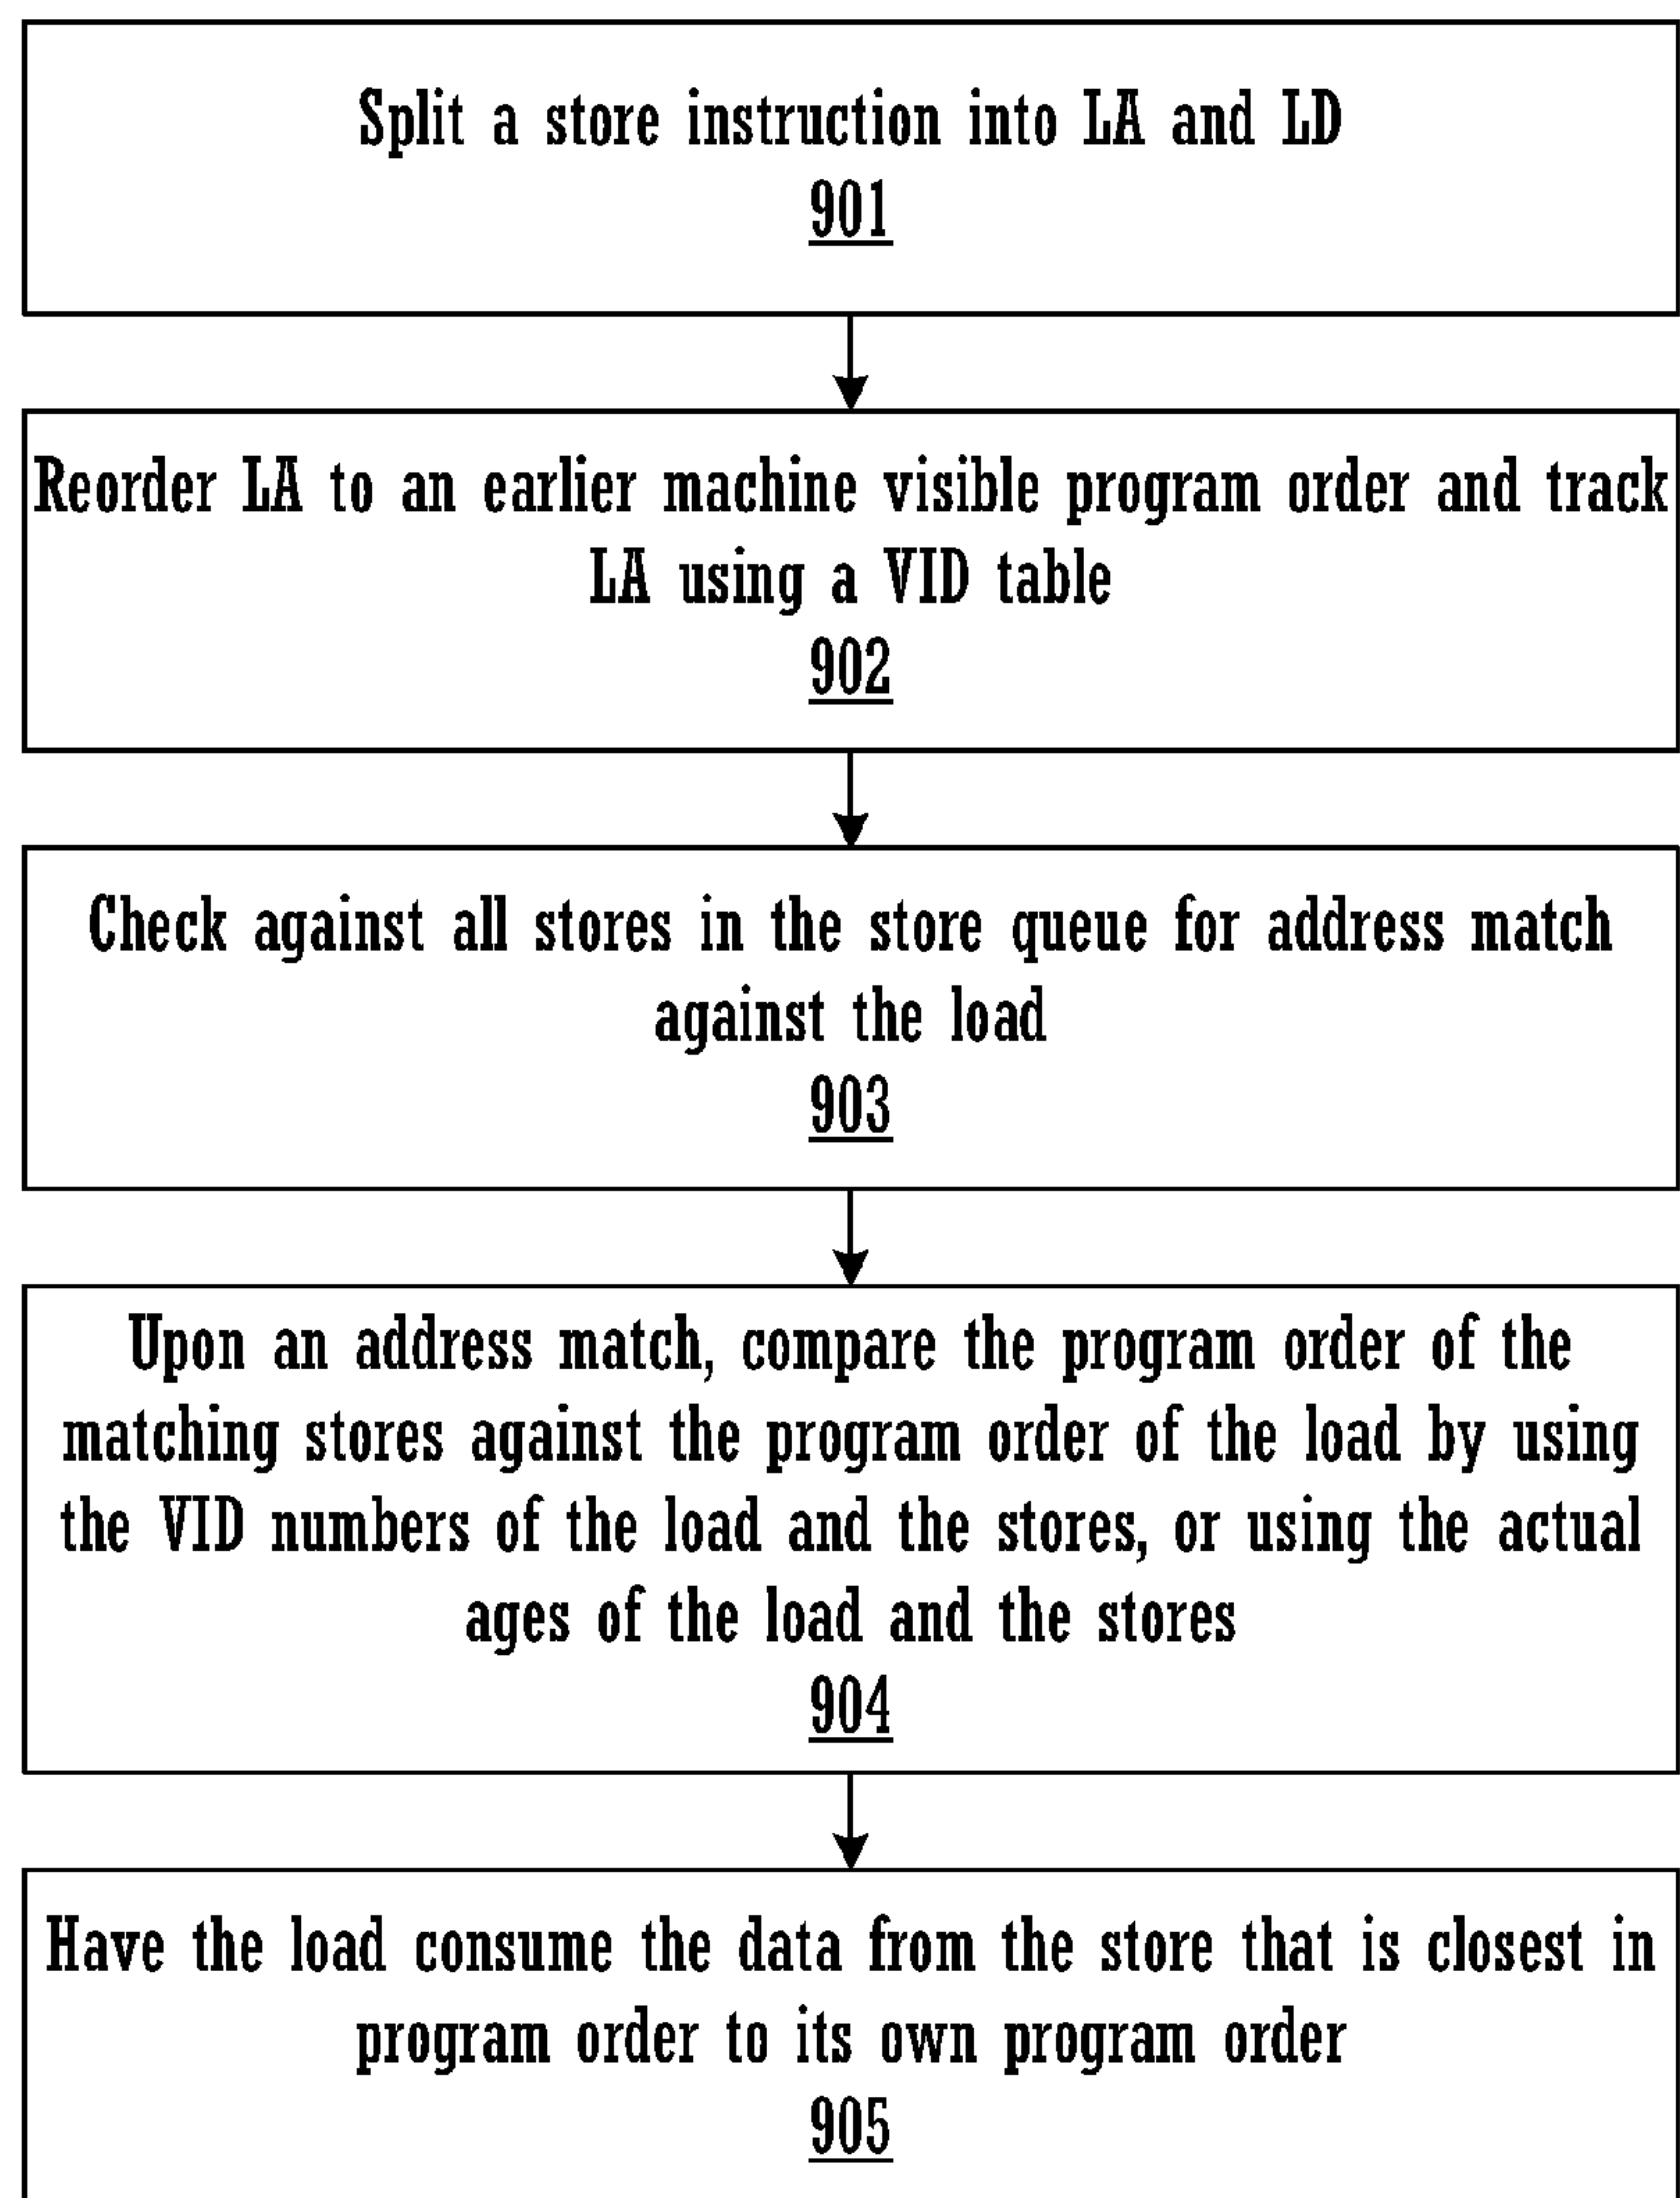 Split a store instruction into LA and LD
901
Reorder LA to an earlier machine visible program order and track
LA using a VID table
902
Check against all stores in the store queue for address match
against the load
903
Upon an address match, compare the program order of the
matching stores against the program order of the load by using
the VID numbers of the load and the stores, or using the actual
ages of the load and the stores
904
Have the load consume the data from the store that is closest in
program order to its own program order
905